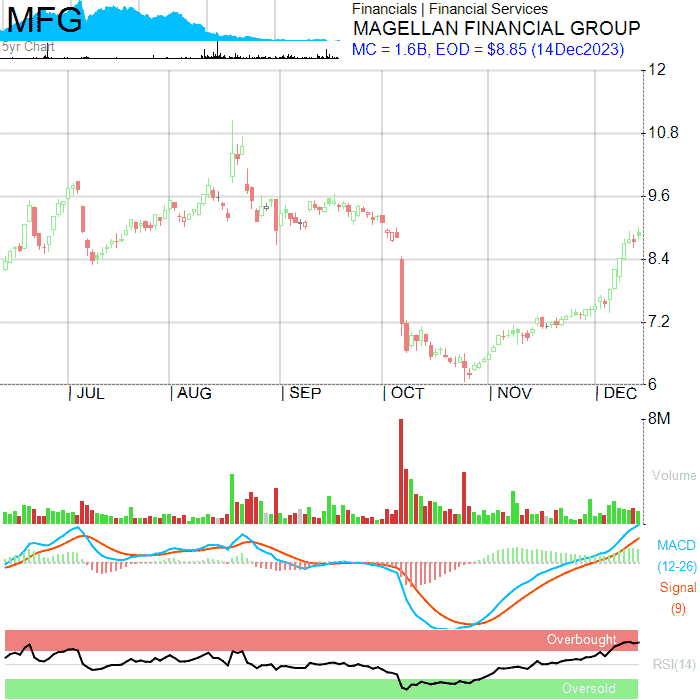 MFG
5yr Chart
Financials | Financial Services
MAGELLAN FINANCIAL GROUP
MC = 1.6B, EOD = $8.85 (14Dec2023)
12
10.8
9.6
8.4
7.2
6
JUL
AUG
SEP
OCT
NOV
DEC
8M
Volume
MACD
(12-26)
Signal
(9)
Overbought
RSI(14)
Oversold